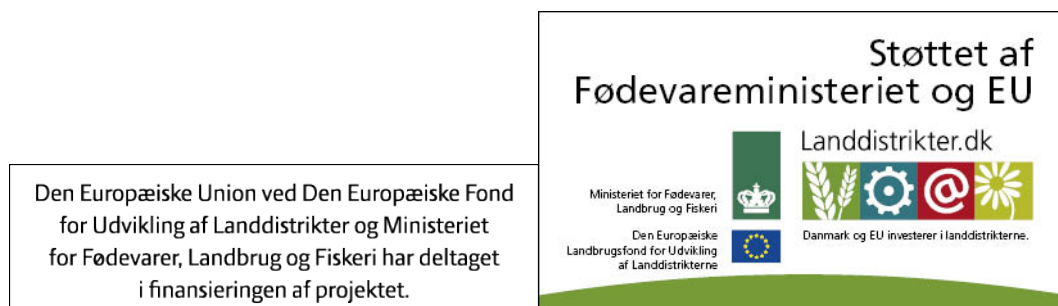 Den Europæiske Union ved Den Europæiske Fond
for Udvikling af Landdistrikter og Ministeriet
for Fødevarer, Landbrug og Fiskeri har deltaget
i finansieringen af projektet.
Støttet af
Fødevareministeriet og EU
Landdistrikter.dk
@
Ministeriet for Fødevarer,
Landbrug og Fiskeri
Den Europæiske
Landbrugsfond for Udvikling
af Landdistrikterne
Danmark og EU investerer i landdistrikterne.